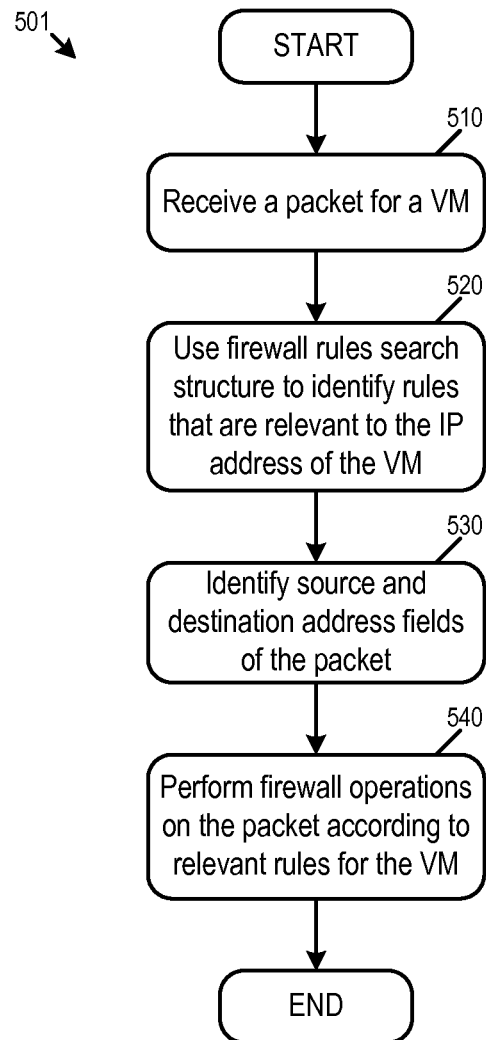 501
START
510
Receive a packet for a VM
520
Use firewall rules search
structure to identify rules
that are relevant to the IP
address of the VM
530
Identify source and
destination address fields
of the packet
540
Perform firewall operations
on the packet according to
relevant rules for the VM
END